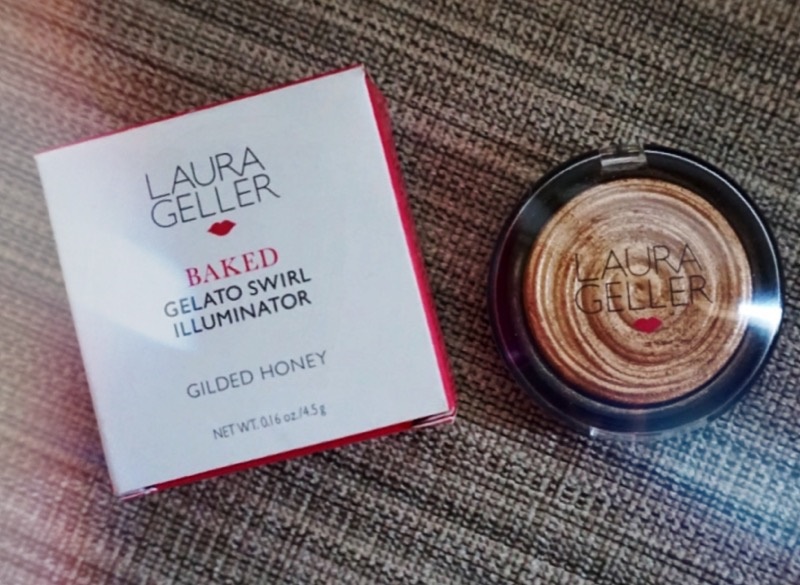 LAURA
GELLER
BAKED
GELATO SWIRL
ILLUMINATOR
GILDED HONEY
NET WT. 0.16 oz./4.5 g
LAURA
GELLER